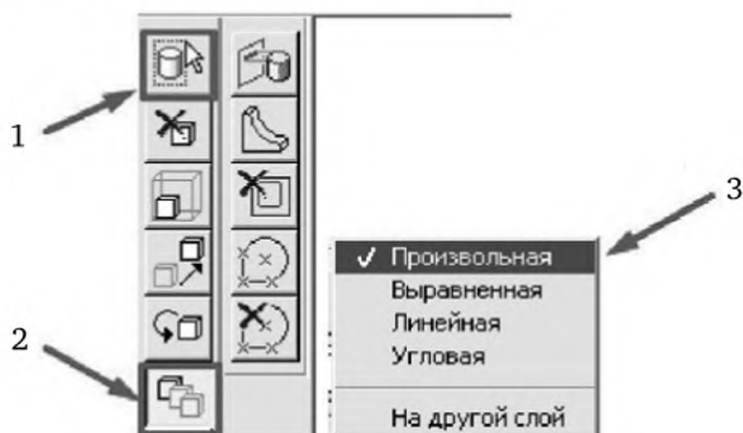 1
2
3
✓ Произвольная
Выравненная
Линейная
Угловая
На другой слой